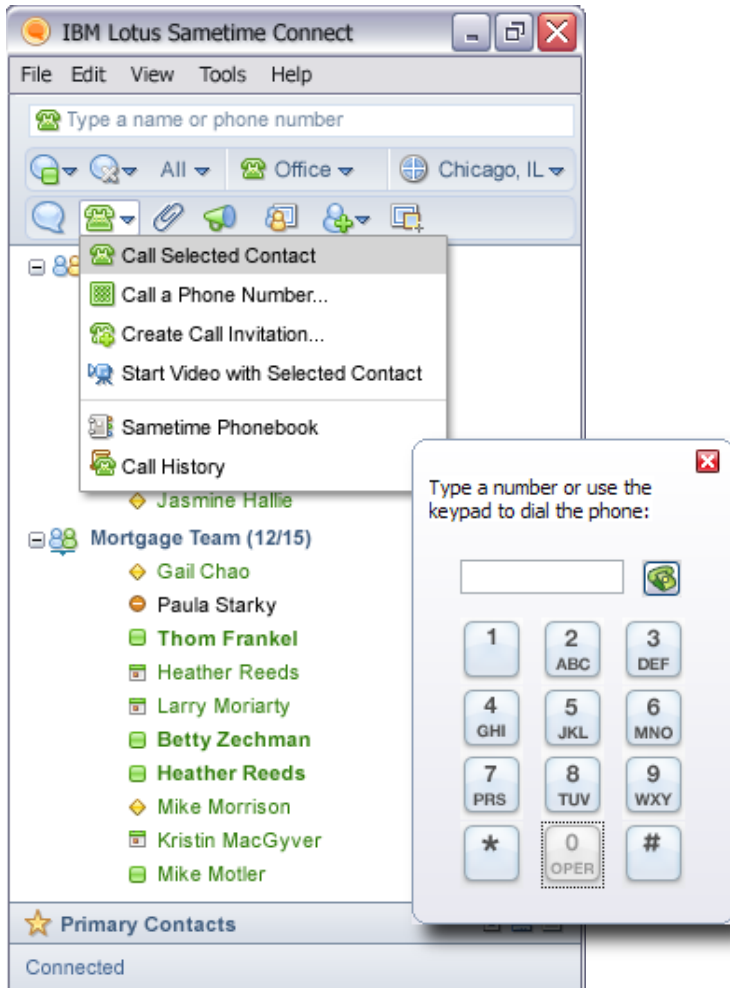 IBM Lotus Sametime Connect
File Edit View Tools Help
Type a name or phone number
All Office Chicago, IL
Call Selected Contact
Call a Phone Number...
Create Call Invitation...
Start Video with Selected Contact
Sametime Phonebook
Call History
Jasmine Hallie
Mortgage Team (12/15)
Gail Chao
Paula Starky
Thom Frankel
Heather Reeds
Larry Moriarty
Betty Zechman
Heather Reeds
Mike Morrison
Kristin MacGyver
Mike Motler
Primary Contacts
Connected
Type a number or use the
keypad to dial the phone:
1 2 3
ABC DEF
4 5 6
GHI JKL MNO
7 8 9
PRS TUV WXY
* 0 #
OPER